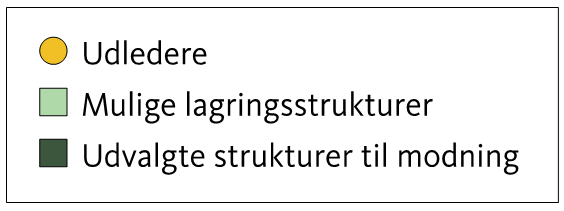 Udledere
Mulige lagringsstrukturer
Udvalgte strukturer til modning